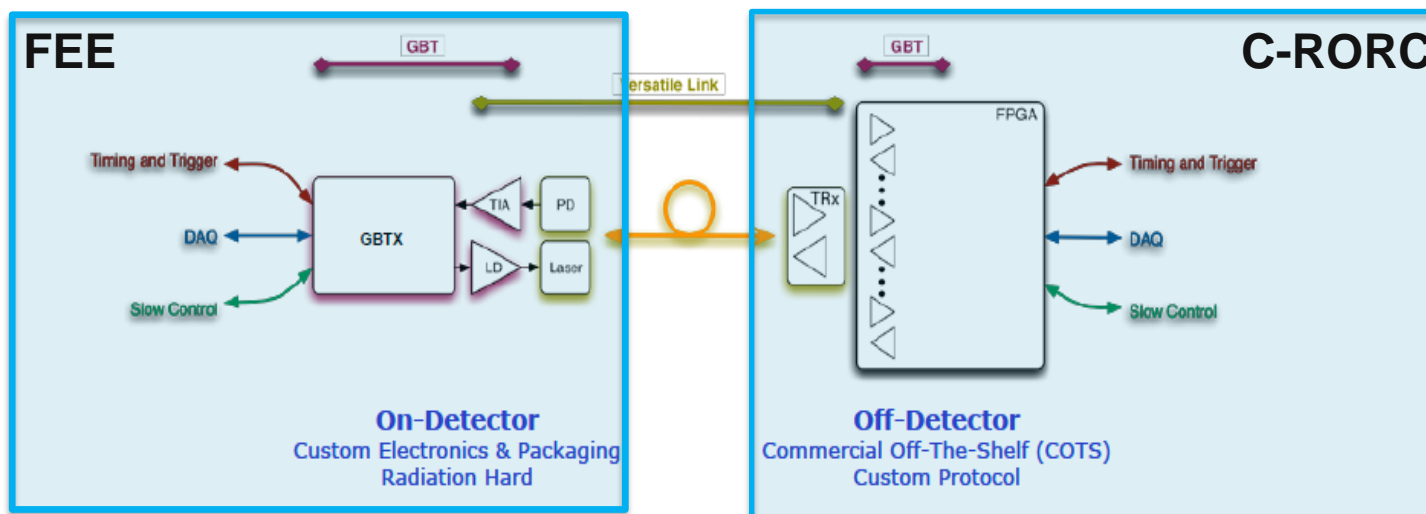 FEE
GBT
GBT
C-RORC
Versatile Link
FPGA
Timing and Trigger
DAQ
Slow Control
GBTX
TIA
PD
LD
Laser
TRx
Timing and Trigger
DAQ
Slow Control
On-Detector
Custom Electronics & Packaging
Radiation Hard
Off-Detector
Commercial Off-The-Shelf (COTS)
Custom Protocol